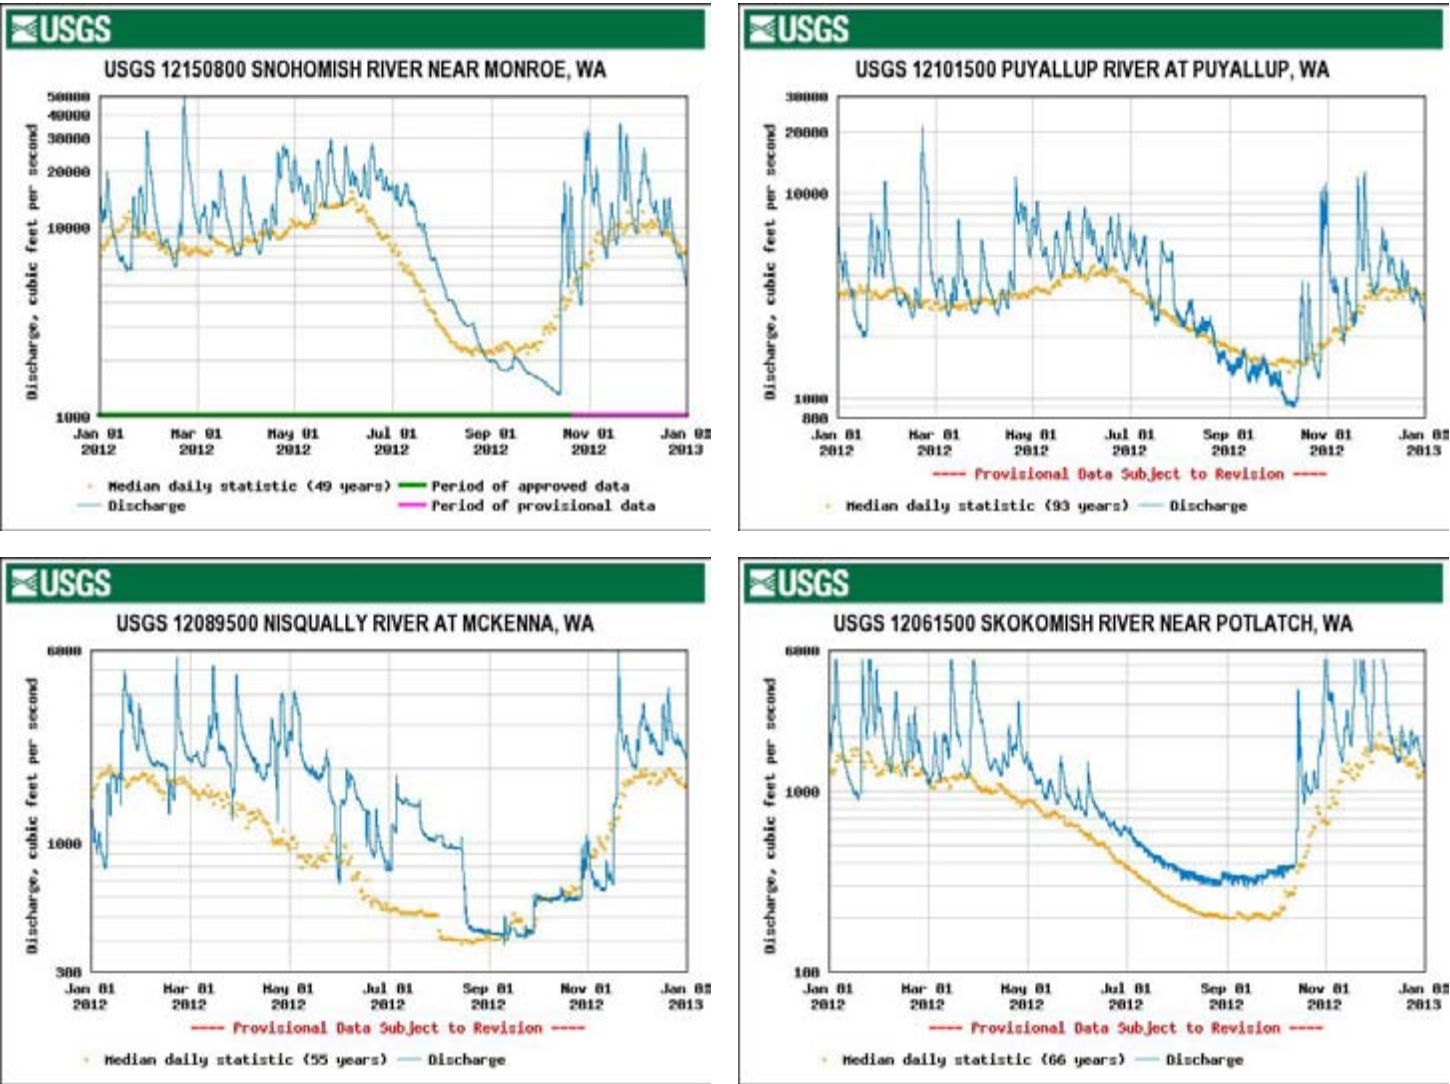 USGS
USGS 12150800 SNOHOMISH RIVER NEAR MONROE, WA
Discharge, cubic feet per second
50000
40000
30000
20000
10000
1000
Jan 01 Mar 01 May 01 Jul 01 Sep 01 Nov 01 Jan 01
2012 2012 2012 2012 2012 2012 2013
Median daily statistic (49 years) Period of approved data
Discharge Period of provisional data
USGS
USGS 12101500 PUYALLUP RIVER AT PUYALLUP, WA
Discharge, cubic feet per second
30000
20000
10000
1000
800
Jan 01 Mar 01 May 01 Jul 01 Sep 01 Nov 01 Jan
2012 2012 2012 2012 2012 2012 2013
---- Provisional Data Subject to Revision ----
Median daily statistic (93 years) Discharge
USGS
USGS 12089500 NISQUALLY RIVER AT MCKENNA, WA
Discharge, cubic feet per second
6000
1000
300
Jan 01 Mar 01 May 01 Jul 01 Sep 01 Nov 01 Jan
2012 2012 2012 2012 2012 2012 2013
---- Provisional Data Subject to Revision ----
Median daily statistic (55 years) Discharge
USGS
USGS 12061500 SKOKOMISH RIVER NEAR POTLATCH, WA
Discharge, cubic feet per second
6000
1000
100
Jan 01 Mar 01 May 01 Jul 01 Sep 01 Nov 01 Jan
2012 2012 2012 2012 2012 2012 2013
---- Provisional Data Subject to Revision ----
Median daily statistic (66 years) Discharge